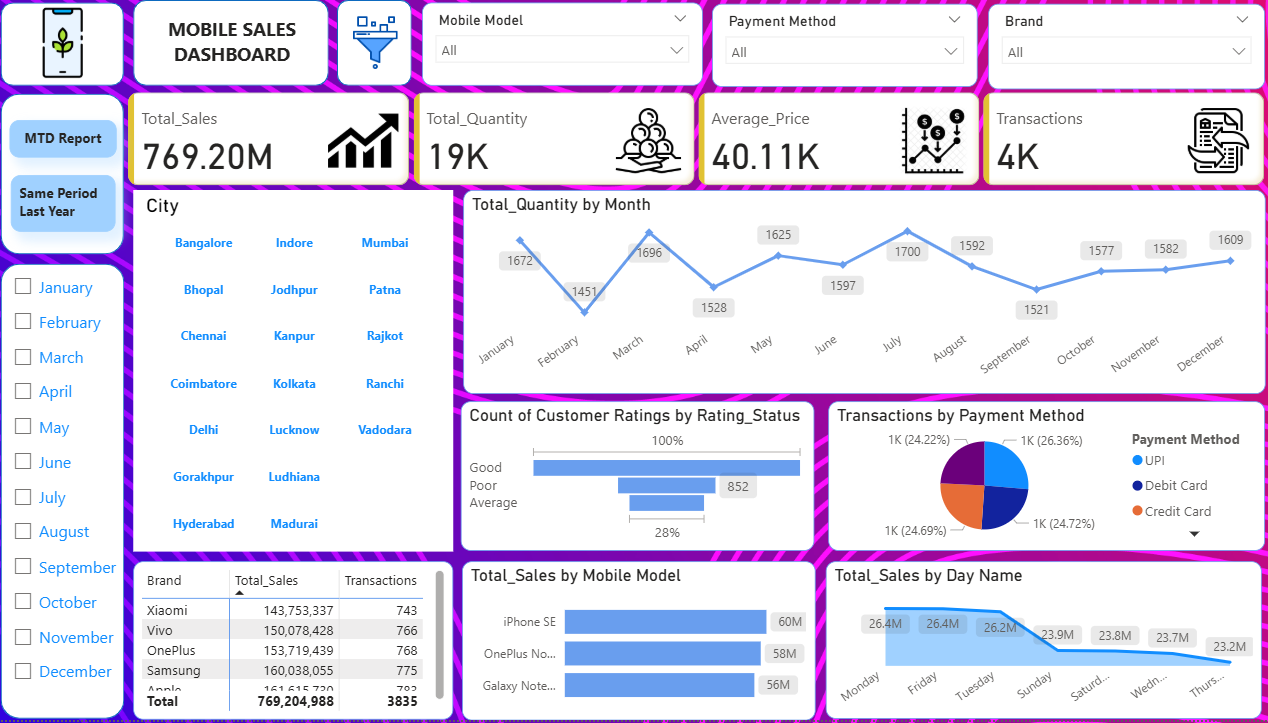 MOBILE SALES
DASHBOARD
Mobile Model
All
Payment Method
All
Brand
All
MTD Report
Same Period
Last Year
Total_Sales
769.20M
Total_Quantity
19K
Average_Price
40.11K
Transactions
4K
January
February
March
April
May
June
July
August
September
October
November
December
City
Bangalore Indore Mumbai
Bhopal Jodhpur Patna
Chennai Kanpur Rajkot
Coimbatore Kolkata Ranchi
Delhi Lucknow Vadodara
Gorakhpur Ludhiana
Hyderabad Madurai
Total_Quantity by Month
1672 1451 1696 1528 1625 1597 1700 1592 1521 1577 1582 1609
January February March April May June July August September October November December
Count of Customer Ratings by Rating_Status
100%
Good
Poor 852
Average
28%
Transactions by Payment Method
1K (24.22%) 1K (26.36%)
1K (24.69%) 1K (24.72%)
Payment Method
UPI
Debit Card
Credit Card
Brand Total_Sales Transactions
Xiaomi 143,753,337 743
Vivo 150,078,428 766
OnePlus 153,719,439 768
Samsung 160,038,055 775
Apple 161,615,730 783
Total 769,204,988 3835
Total_Sales by Mobile Model
iPhone SE 60M
OnePlus No... 58M
Galaxy Note... 56M
Total_Sales by Day Name
26.4M 26.4M 26.2M 23.9M 23.8M 23.7M 23.2M
Monday Friday Tuesday Sunday Saturd... Wedn... Thurs...